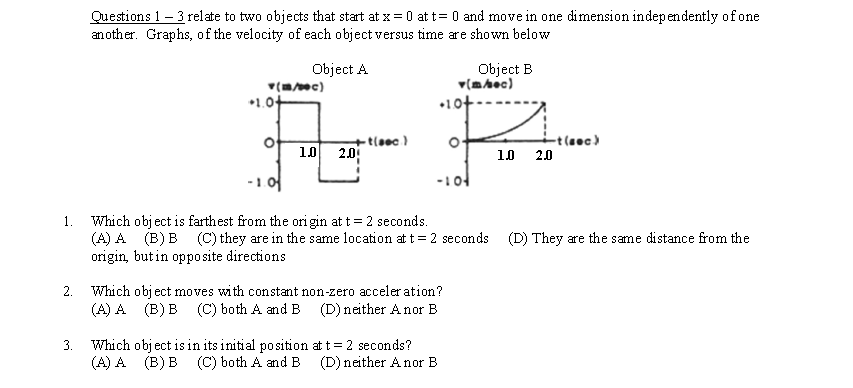 Questions 1 – 3 relate to two objects that start at x = 0 at t = 0 and move in one dimension independently of one
another. Graphs, of the velocity of each object versus time are shown below
Object A Object B
v(m/sec) v(m/sec)
+1.0 +1.0
0 1.0 2.0 t(sec) 0 1.0 2.0 t(sec)
-1.0 -1.0
1. Which object is farthest from the origin at t = 2 seconds.
(A) A (B) B (C) they are in the same location at t = 2 seconds (D) They are the same distance from the
origin, but in opposite directions
2. Which object moves with constant non-zero acceleration?
(A) A (B) B (C) both A and B (D) neither A nor B
3. Which object is in its initial position at t = 2 seconds?
(A) A (B) B (C) both A and B (D) neither A nor B